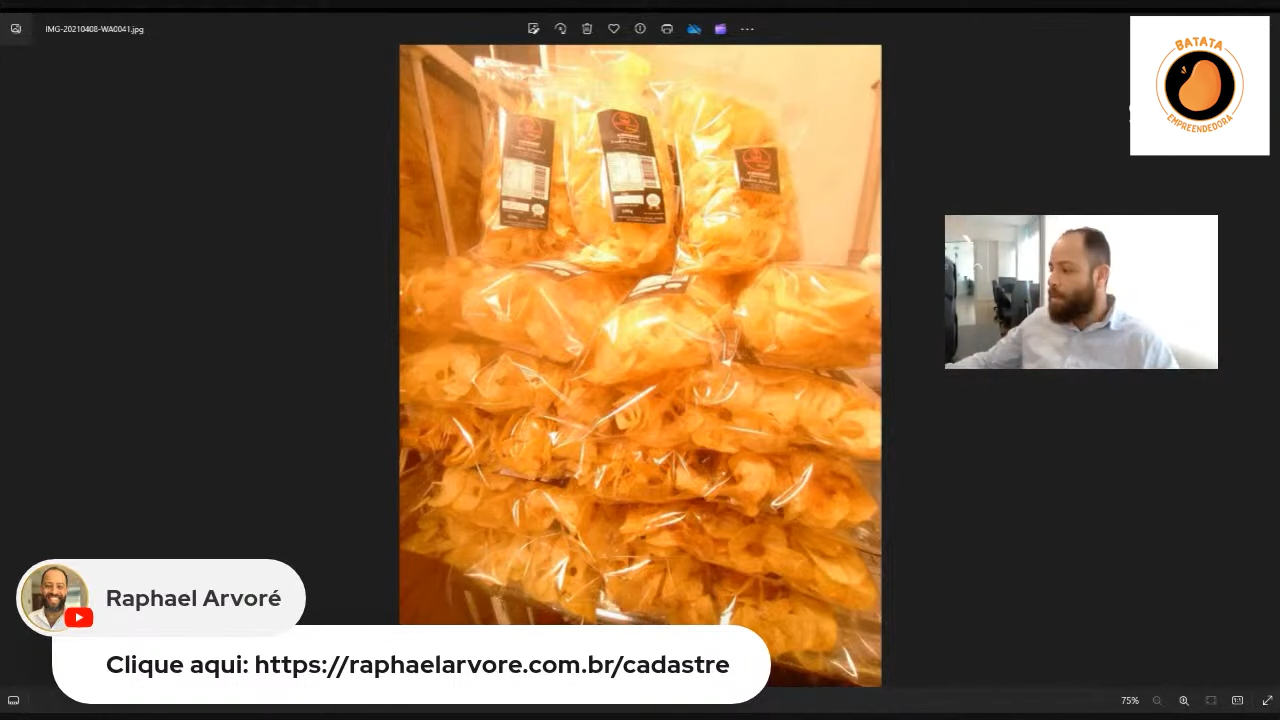 IMG-20210408-WA0041.jpg
BATATA
EMPREENDEDORA
Raphael Arvoré
Clique aqui: https://raphaelarvore.com.br/cadastre
75%